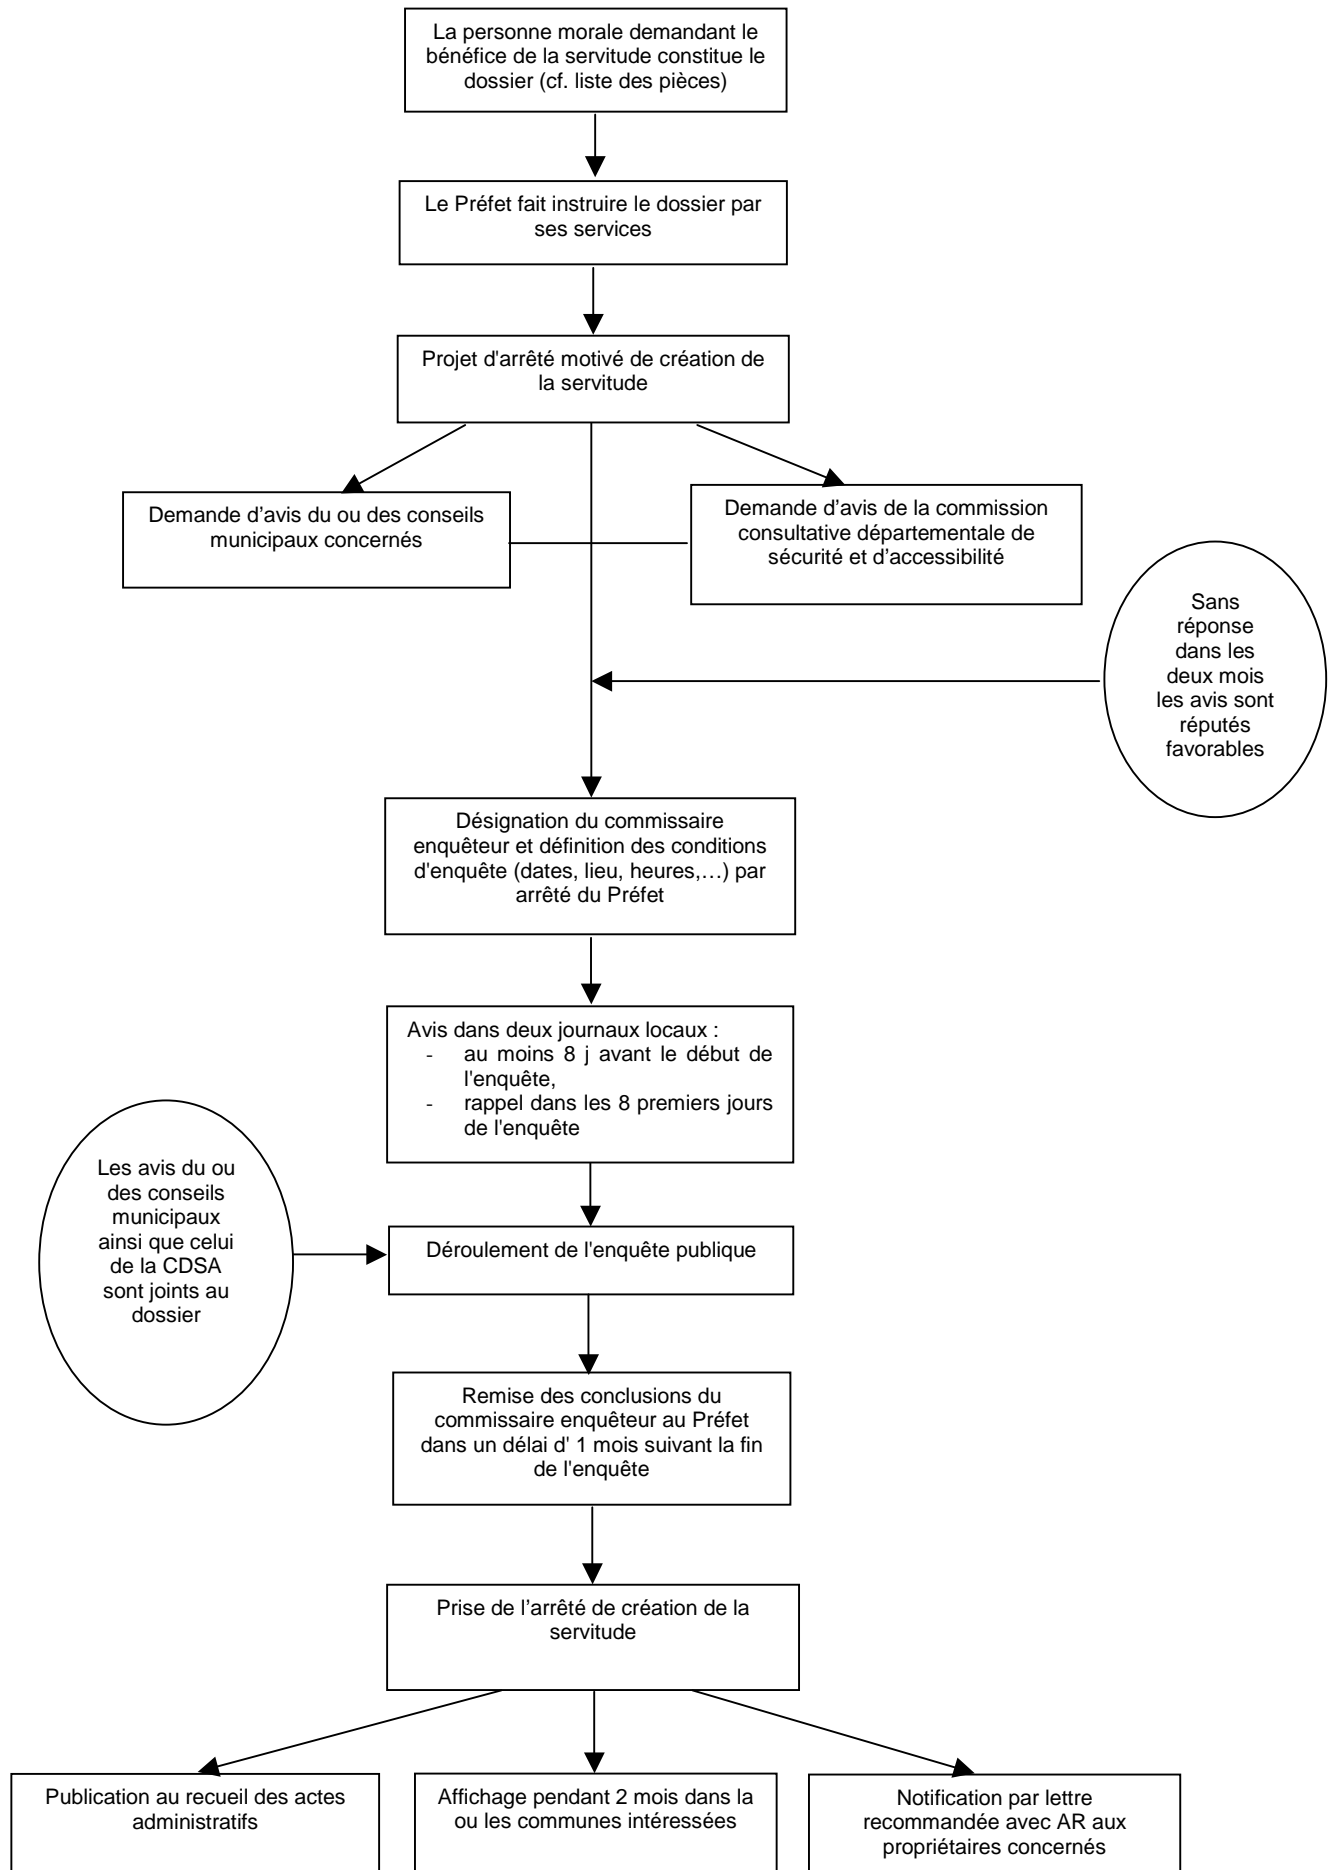 La personne morale demandant le
bénéfice de la servitude constitue le
dossier (cf. liste des pièces)
Le Préfet fait instruire le dossier par
ses services
Projet d'arrêté motivé de création de
la servitude
Demande d’avis du ou des conseils
municipaux concernés
Demande d’avis de la commission
consultative départementale de
sécurité et d’accessibilité
Sans
réponse
dans les
deux mois
les avis sont
réputés
favorables
Désignation du commissaire
enquêteur et définition des conditions
d'enquête (dates, lieu, heures,…) par
arrêté du Préfet
Avis dans deux journaux locaux :
- au moins 8 j avant le début de
l'enquête,
- rappel dans les 8 premiers jours
de l'enquête
Les avis du ou
des conseils
municipaux
ainsi que celui
de la CDSA
sont joints au
dossier
Déroulement de l'enquête publique
Remise des conclusions du
commissaire enquêteur au Préfet
dans un délai d' 1 mois suivant la fin
de l'enquête
Prise de l’arrêté de création de la
servitude
Publication au recueil des actes
administratifs
Affichage pendant 2 mois dans la
ou les communes intéressées
Notification par lettre
recommandée avec AR aux
propriétaires concernés